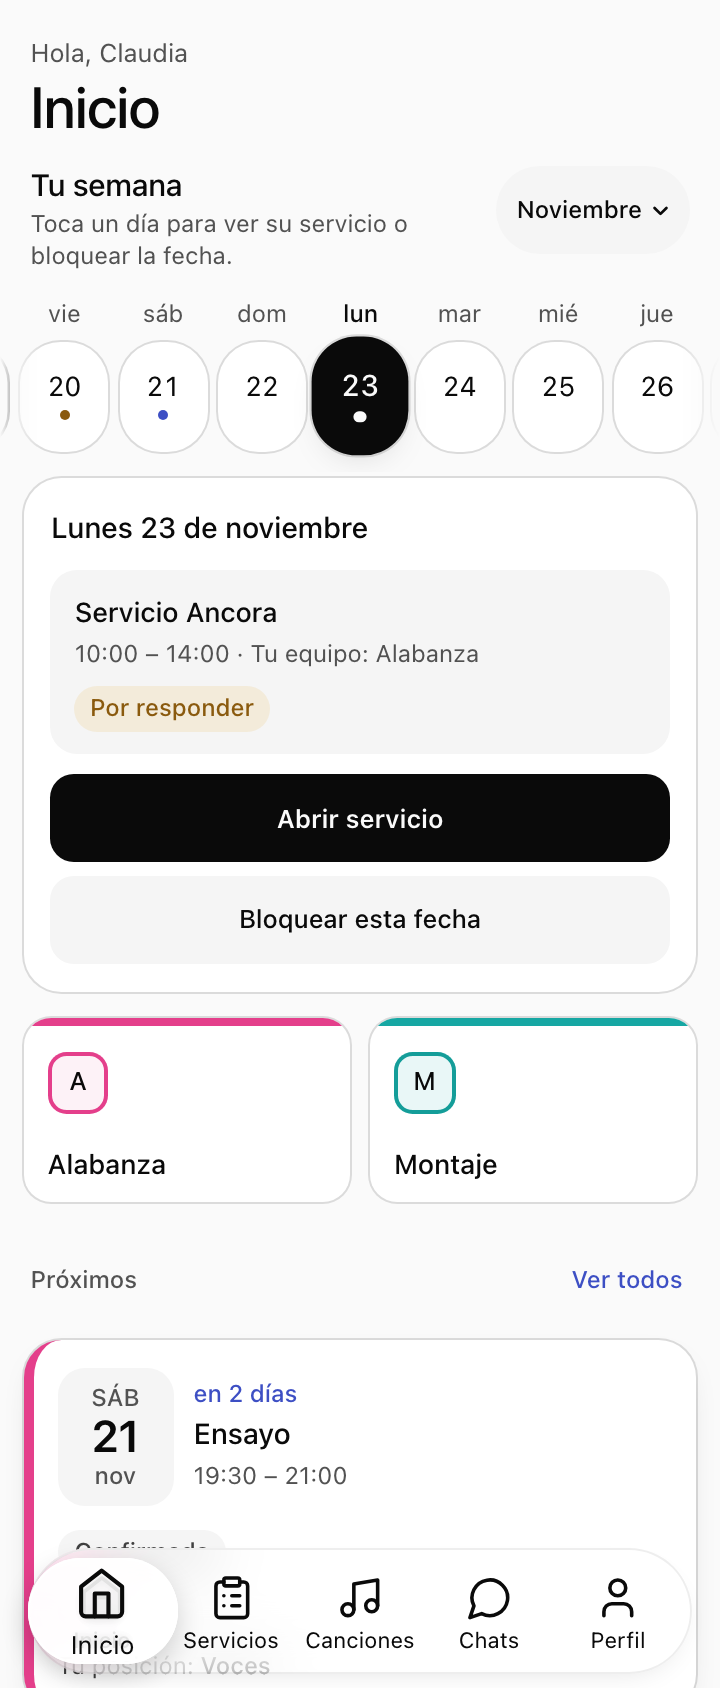 Hola, Claudia
Inicio
Tu semana
Toca un día para ver su servicio o
bloquear la fecha.
Noviembre
vie sáb dom lun mar mié jue
20 21 22 23 24 25 26
Lunes 23 de noviembre
Servicio Ancora
10:00 – 14:00 · Tu equipo: Alabanza
Por responder
Abrir servicio
Bloquear esta fecha
A
Alabanza
M
Montaje
Próximos
Ver todos
SÁB
21
nov
en 2 días
Ensayo
19:30 – 21:00
Inicio
Servicios
Canciones
Chats
Perfil
Tu posición: Voces